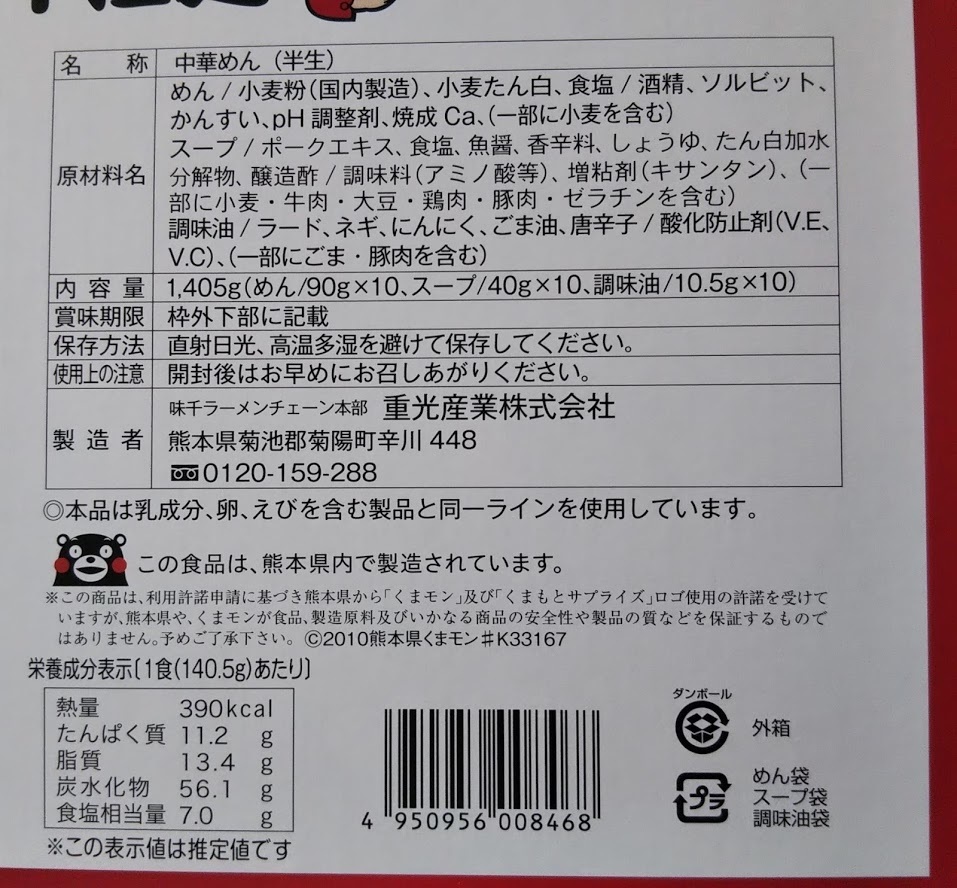 名 称 中華めん（半生）
原材料名
めん / 小麦粉（国内製造）、小麦たん白、食塩 / 酒精、ソルビット、
かんすい、pH 調整剤、焼成 Ca、（一部に小麦を含む）
スープ / ポークエキス、食塩、魚醤、香辛料、しょうゆ、たん白加水
分解物、醸造酢 / 調味料（アミノ酸等）、増粘剤（キサンタン）、（一
部に小麦・牛肉・大豆・鶏肉・豚肉・ゼラチンを含む）
調味油 / ラード、ネギ、にんにく、ごま油、唐辛子 / 酸化防止剤（V.E、
V.C）、（一部にごま・豚肉を含む）
内容量 1,405g（めん/90g×10、スープ/40g×10、調味油/10.5g×10）
賞味期限 枠外下部に記載
保存方法 直射日光、高温多湿を避けて保存してください。
使用上の注意 開封後はお早めにお召しあがりください。
製造者
味千ラーメンチェーン本部 重光産業株式会社
熊本県菊池郡菊陽町辛川 448
0120-159-288
◎本品は乳成分、卵、えびを含む製品と同一ラインを使用しています。
この食品は、熊本県内で製造されています。
※この商品は、利用許諾申請に基づき熊本県から「くまモン」及び「くまもとサプライズ」ロゴ使用の許諾を受けて
いますが、熊本県や、くまモンが食品、製造原料及びいかなる商品の安全性や製品の質などを保証するもので
はありません。予めご了承下さい。 ©2010熊本県くまモン♯K33167
栄養成分表示〔1食(140.5g)あたり〕
熱量 390kcal
たんぱく質 11.2 g
脂質 13.4 g
炭水化物 56.1 g
食塩相当量 7.0 g
※この表示値は推定値です
4 950956 008468
ダンボール
外箱
プラ
めん袋
スープ袋
調味油袋